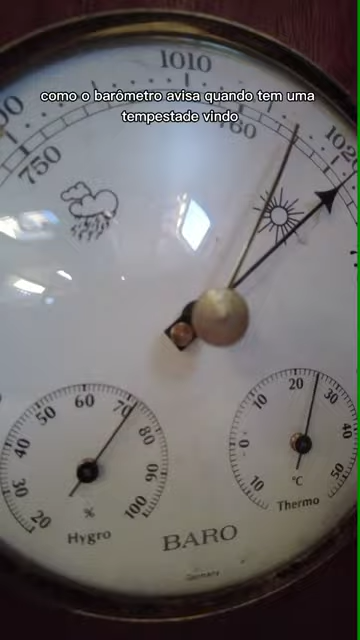 1010
como o barômetro avisa quando tem uma
tempestade vindo
750
760
60
50
70
40
80
30
90
20
100
%
Hygro
20
10
30
0
40
10
50
°C
Thermo
BARO
Germany